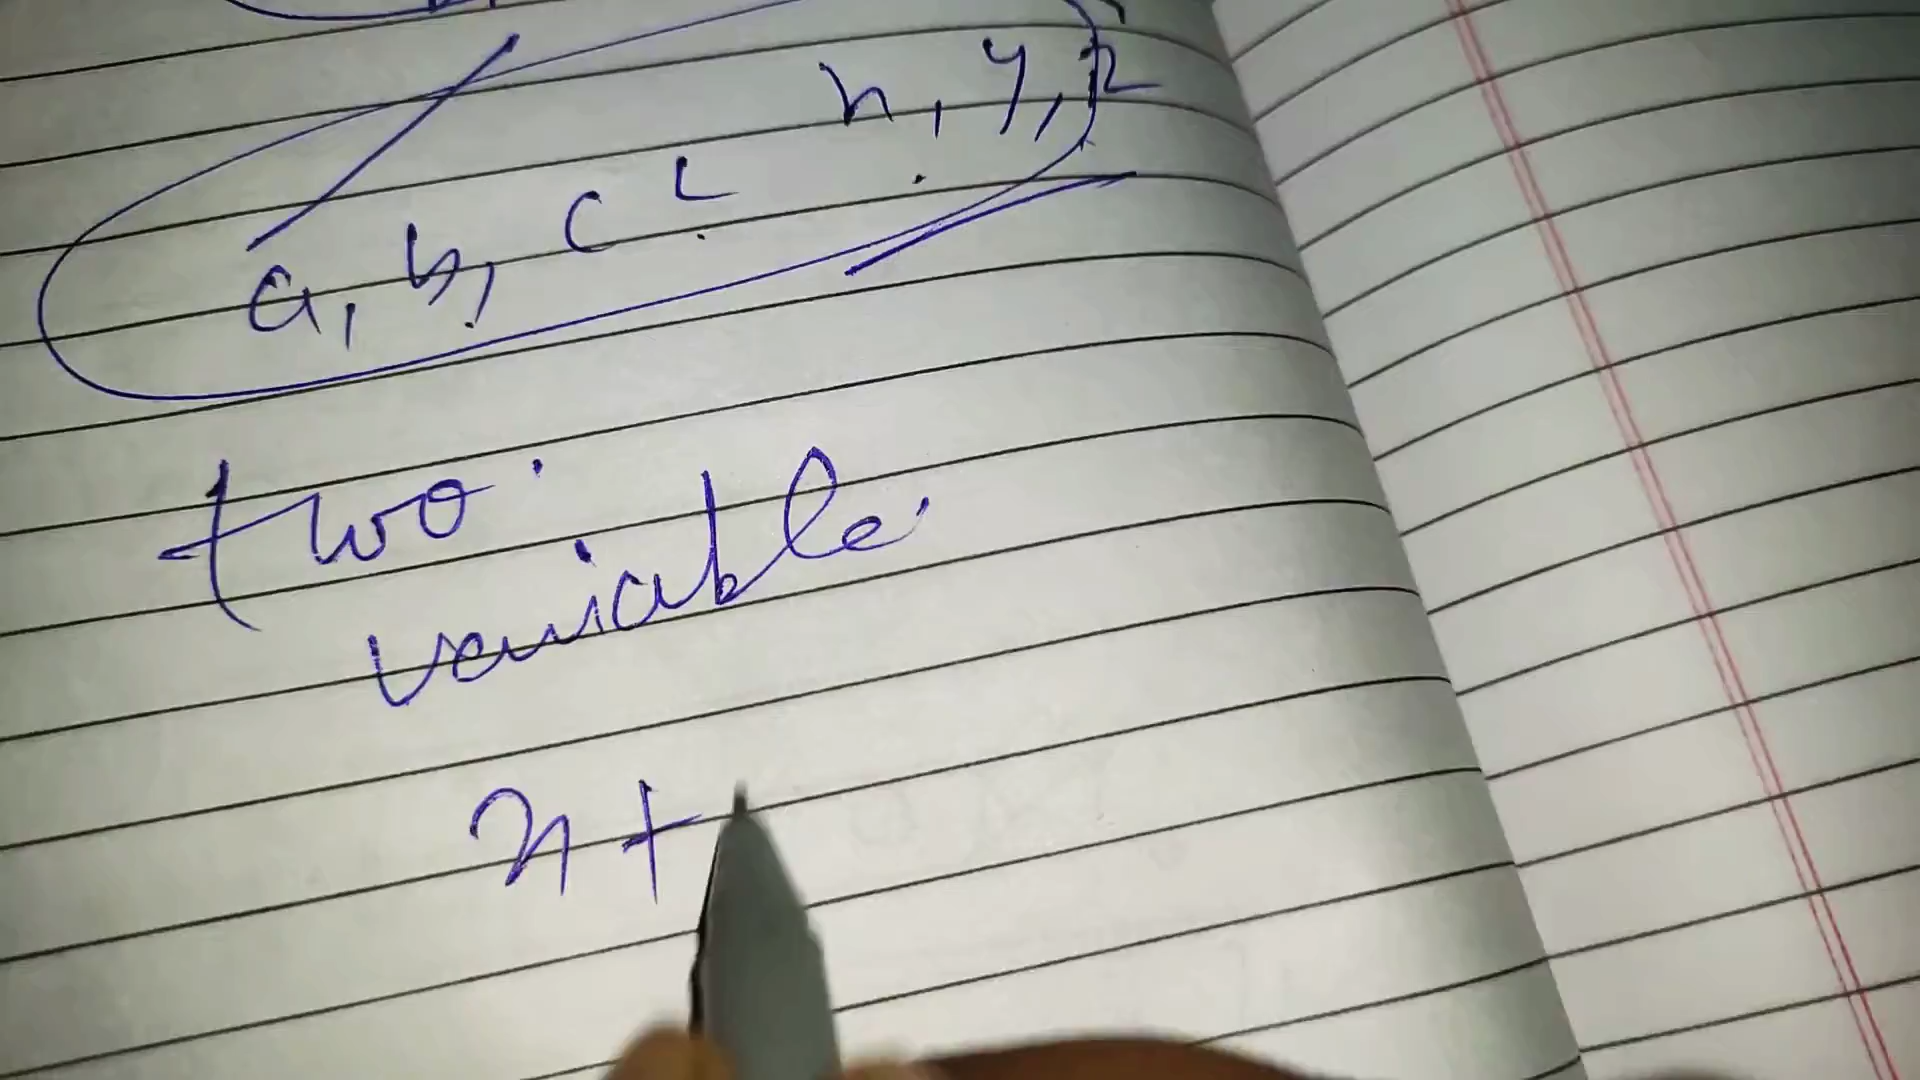 x, y, z
a, b, c
two
variable
x +